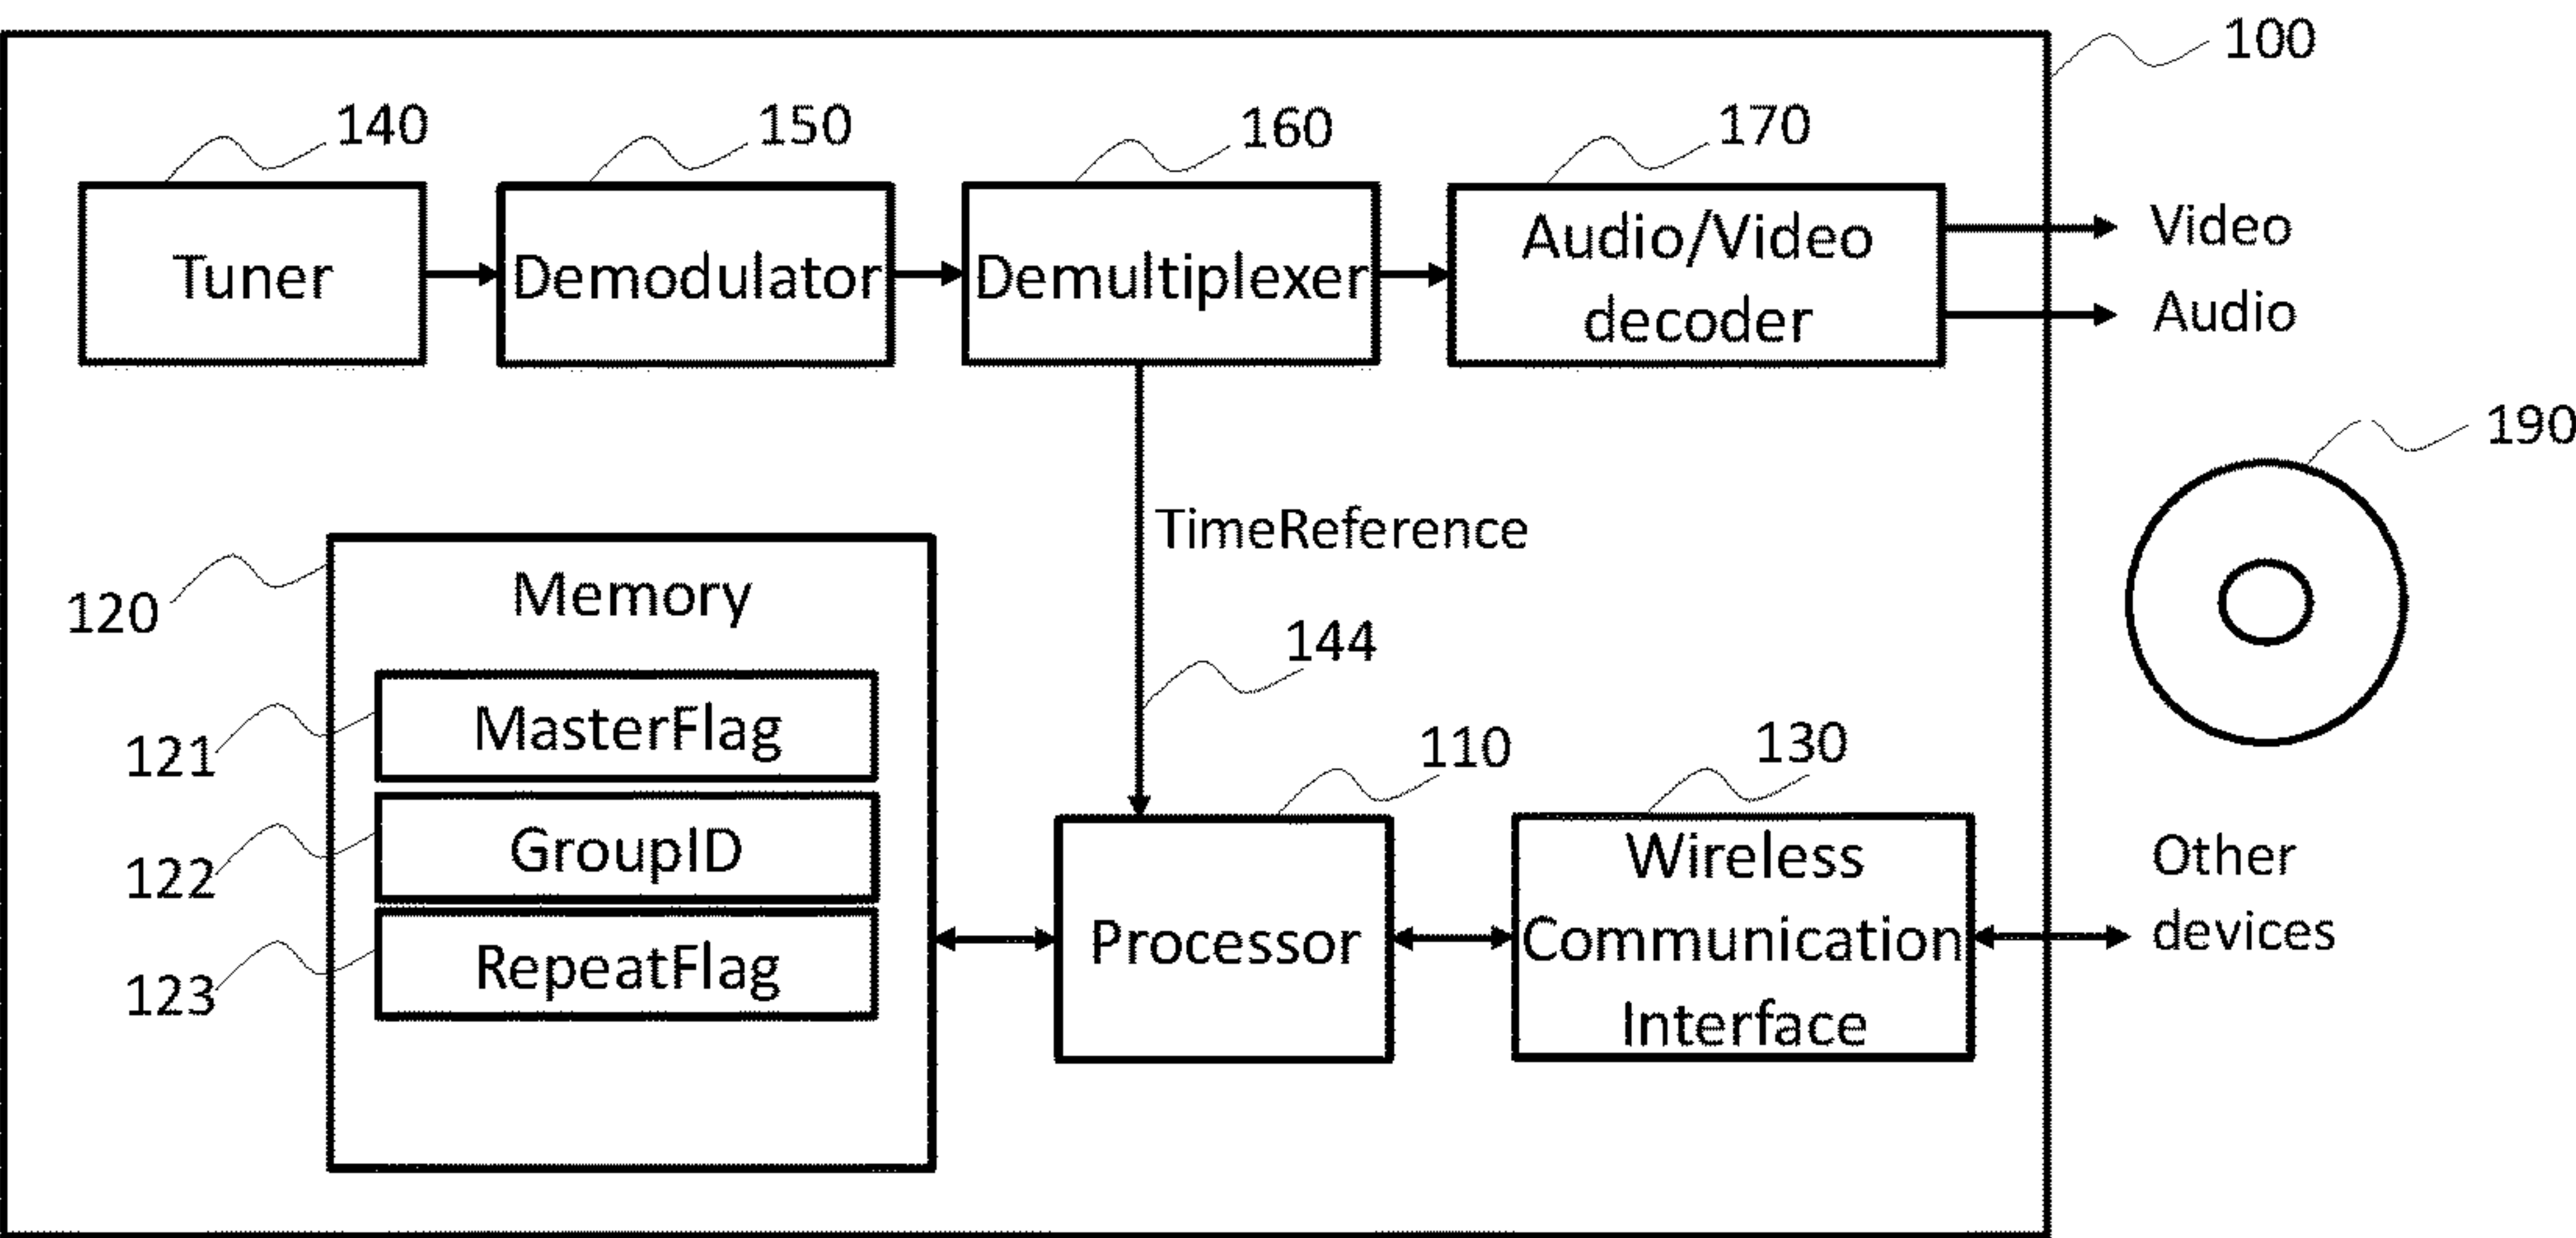 100
140
150
160
170
Tuner
Demodulator
Demultiplexer
Audio/Video
decoder
Video
Audio
190
TimeReference
120
Memory
144
121
MasterFlag
110
130
122
GroupID
123
RepeatFlag
Processor
Wireless
Communication
Interface
Other
devices